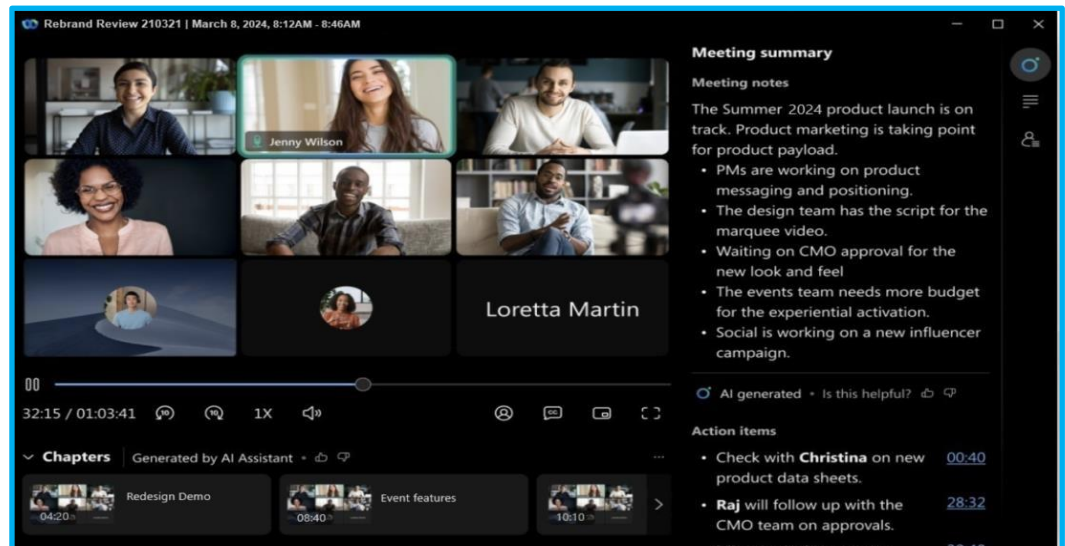 Rebrand Review 210321 | March 8, 2024, 8:12AM - 8:46AM
Jenny Wilson
Loretta Martin
32:15 / 01:03:41
10
10
1X
CC
Chapters
Generated by AI Assistant •
...
04:20
Redesign Demo
08:40
Event features
10:10
Meeting summary
Meeting notes
The Summer 2024 product launch is on
track. Product marketing is taking point
for product payload.
• PMs are working on product
messaging and positioning.
• The design team has the script for the
marquee video.
• Waiting on CMO approval for the
new look and feel
• The events team needs more budget
for the experiential activation.
• Social is working on a new influencer
campaign.
AI generated • Is this helpful?
Action items
• Check with Christina on new 00:40
product data sheets.
• Raj will follow up with the 28:32
CMO team on approvals.